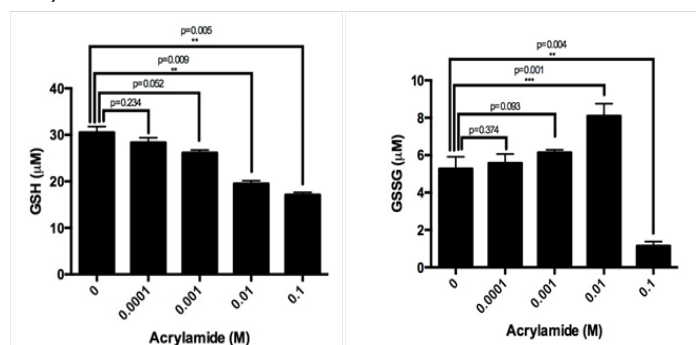 p=0.005
**
p=0.009
**
p=0.052
p=0.234
40
30
20
10
0
GSH (μM)
0
0.0001
0.001
0.01
0.1
Acrylamide (M)
p=0.004
**
p=0.001
***
p=0.093
p=0.374
10
8
6
4
2
0
GSSG (μM)
0
0.0001
0.001
0.01
0.1
Acrylamide (M)